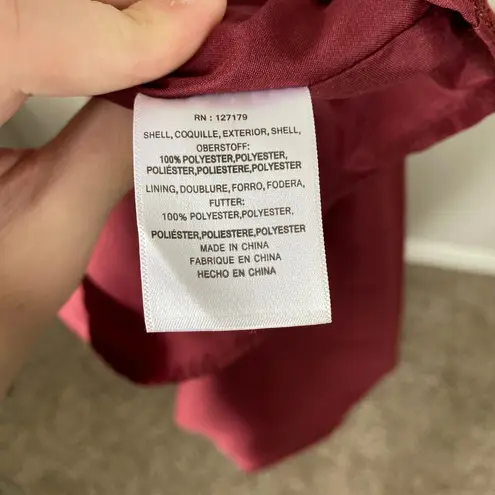 RN : 127179
SHELL, COQUILLE, EXTERIOR, SHELL,
OBERSTOFF:
100% POLYESTER,POLYESTER,
POLIÉSTER,POLIESTERE,POLYESTER
LINING, DOUBLURE, FORRO, FODERA,
FUTTER:
100% POLYESTER,POLYESTER,
POLIÉSTER,POLIESTERE,POLYESTER
MADE IN CHINA
FABRIQUE EN CHINA
HECHO EN CHINA